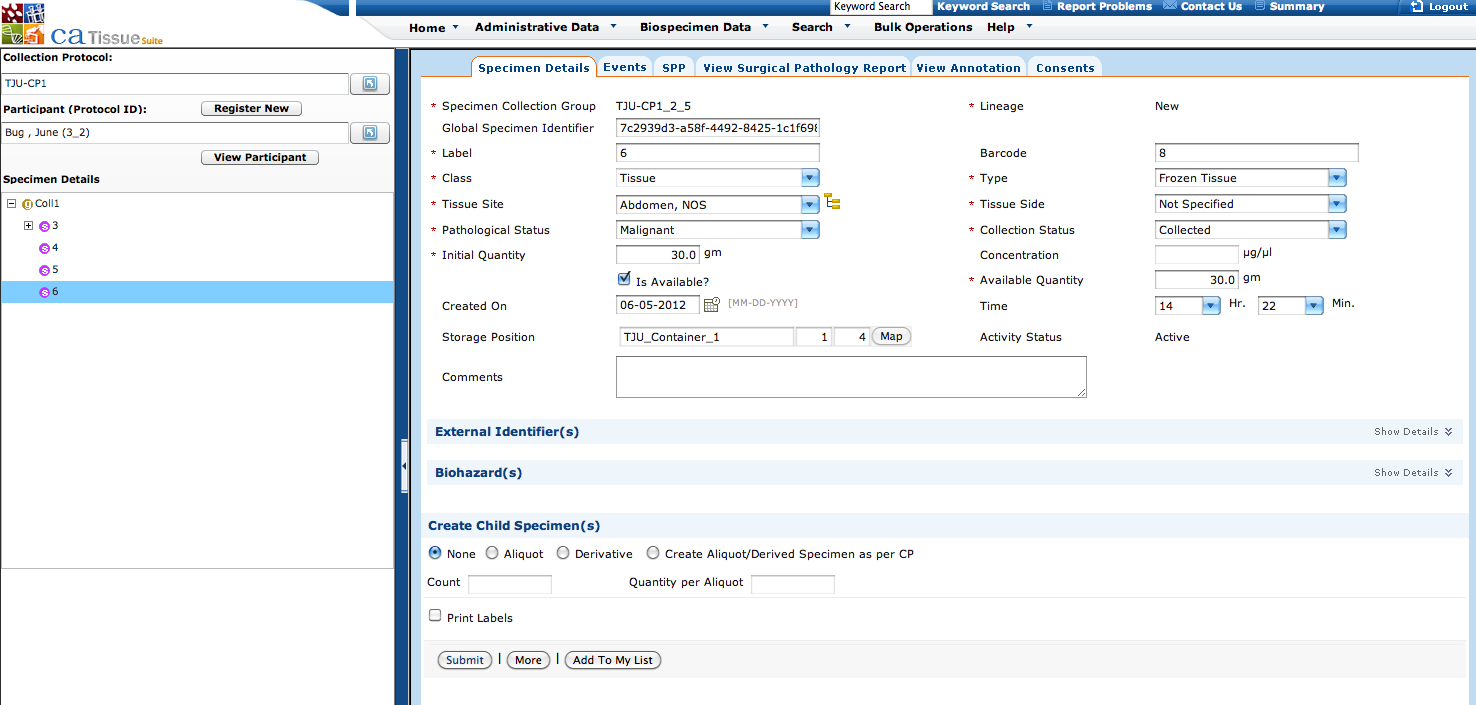 Keyword Search Keyword Search Report Problems Contact Us Summary Logout
ca Tissue Suite
Home Administrative Data Biospecimen Data Search Bulk Operations Help
Collection Protocol:
TJU-CP1
Participant (Protocol ID): Register New
Bug , June (3_2)
View Participant
Specimen Details
g Coll1
s 3
s 4
s 5
s 6
Specimen Details Events SPP View Surgical Pathology Report View Annotation Consents
* Specimen Collection Group TJU-CP1_2_5 * Lineage New
Global Specimen Identifier 7c2939d3-a58f-4492-8425-1c1f698
* Label 6 Barcode 8
* Class Tissue * Type Frozen Tissue
* Tissue Site Abdomen, NOS * Tissue Side Not Specified
* Pathological Status Malignant * Collection Status Collected
* Initial Quantity 30.0 gm Concentration µg/µl
Is Available? * Available Quantity 30.0 gm
Created On 06-05-2012 [MM-DD-YYYY] Time 14 Hr. 22 Min.
Storage Position TJU_Container_1 1 4 Map Activity Status Active
Comments
External Identifier(s) Show Details
Biohazard(s) Show Details
Create Child Specimen(s)
None Aliquot Derivative Create Aliquot/Derived Specimen as per CP
Count Quantity per Aliquot
Print Labels
Submit | More | Add To My List